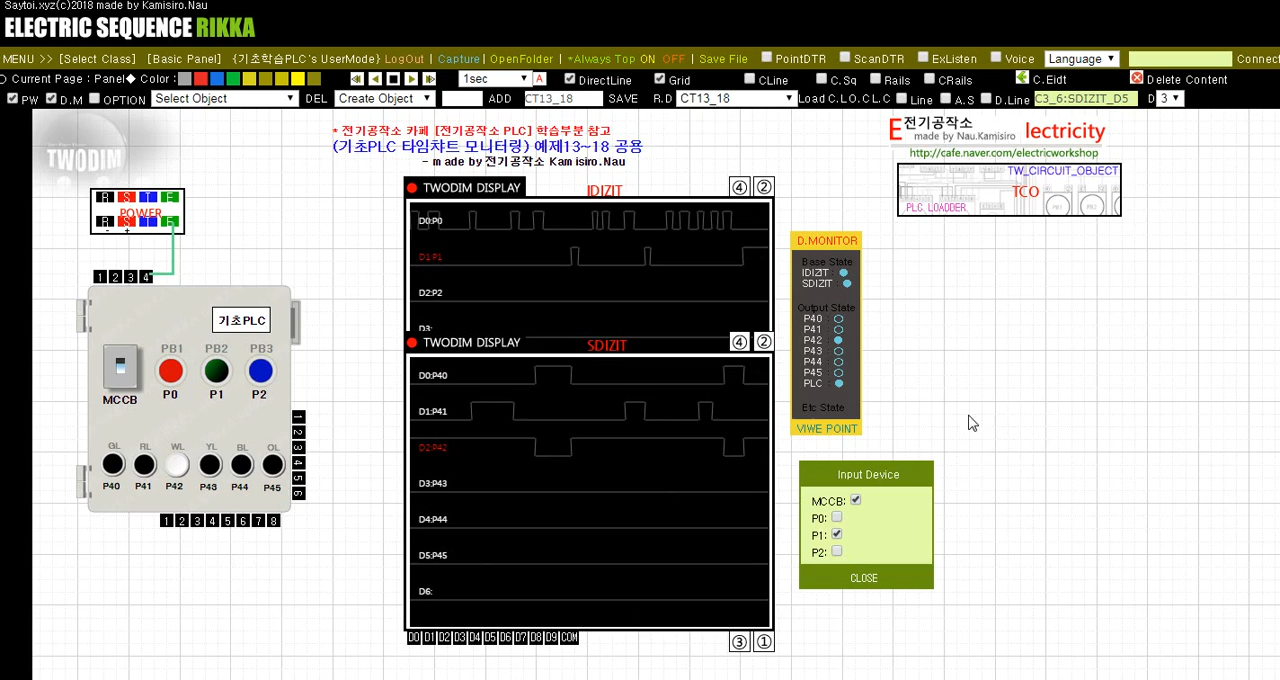 Saytoi.xyz(c)2018 made by Kamisiro.Nau
ELECTRIC SEQUENCE RIKKA
MENU >> [Select Class] [Basic Panel] {기초학습PLC's UserMode} LogOut | Capture | OpenFolder | *Always Top ON OFF | Save File PointDTR ScanDTR ExListen Voice Language Connect
Current Page : Panel◆ Color : 1sec A DirectLine Grid CLine C.Sq Rails CRails C.Eidt Delete Content
PW D.M OPTION Select Object DEL Create Object ADD CT13_18 SAVE R.D CT13_18 Load C.L.O.C.L.C Line A.S D.Line C3_6:SDIZIT_D5 D 3
TWODIM
* 전기공작소 카페 [전기공작소 PLC] 학습부분 참고
(기초PLC 타임챠트 모니터링) 예제13~18 공용
- made by 전기공작소 Kamisiro.Nau
E 전기공작소
made by Nau.Kamisiro lectricity
http://cafe.naver.com/electricworkshop
TW_CIRCUIT_OBJECT
TCO
PLC LOADDER
PB1 PB2
R S T E
POWER
R S T E
- +
1 2 3 4
기초PLC
PB1 PB2 PB3
MCCB P0 P1 P2
GL RL WL YL BL OL
P40 P41 P42 P43 P44 P45
1 2 3 4 5 6
1 2 3 4 5 6 7 8
TWODIM DISPLAY IDIZIT ④ ②
D0:P0
D1:P1
D2:P2
D3:
TWODIM DISPLAY SDIZIT ④ ②
D0:P40
D1:P41
D2:P42
D3:P43
D4:P44
D5:P45
D6:
D0 D1 D2 D3 D4 D5 D6 D7 D8 D9 COM ③ ①
D.MONITOR
Base State
IDIZIT
SDIZIT
Output State
P40
P41
P42
P43
P44
P45
PLC
Etc State
VIWE POINT
Input Device
MCCB:
P0:
P1:
P2:
CLOSE